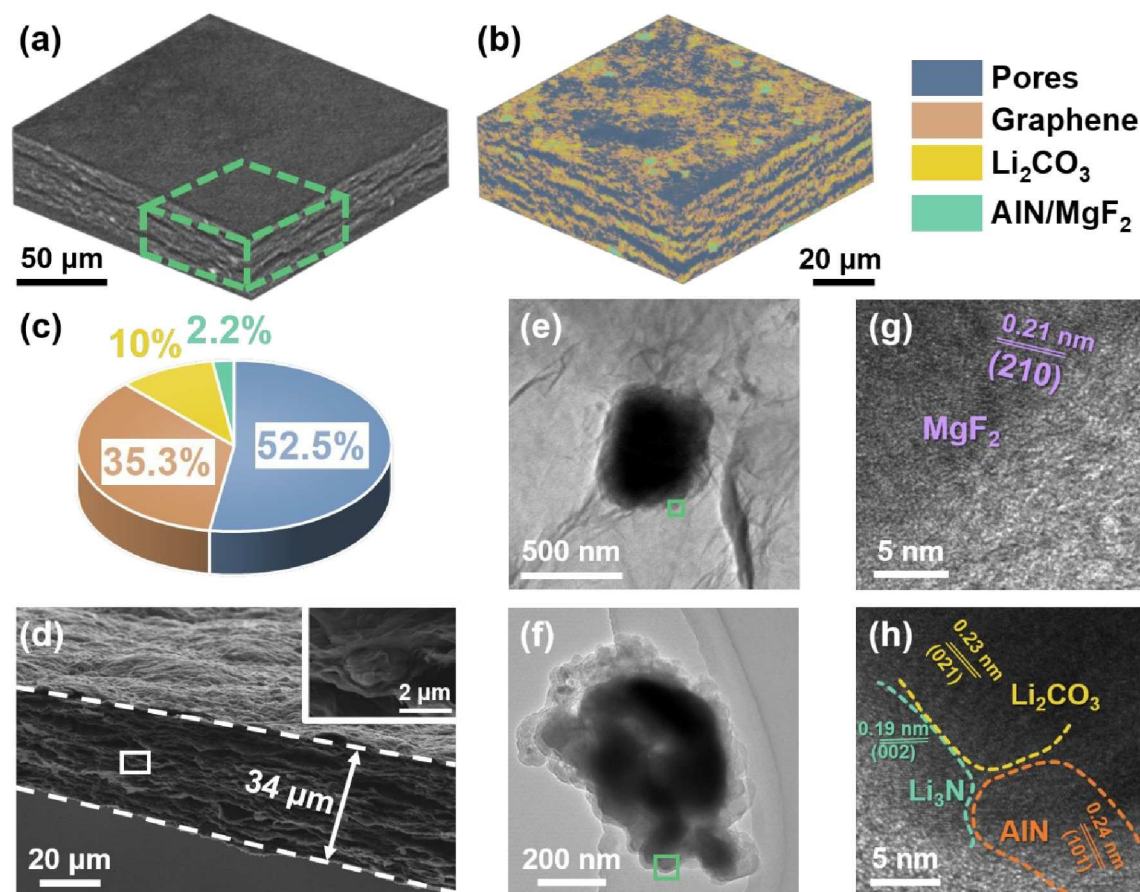 (a)
50 μm
(b)
20 μm
Pores
Graphene
Li₂CO₃
AlN/MgF₂
(c)
10%
2.2%
35.3%
52.5%
(d)
2 μm
34 μm
20 μm
(e)
500 nm
(f)
200 nm
(g)
0.21 nm
(210)
MgF₂
5 nm
(h)
0.23 nm
(021)
Li₂CO₃
0.19 nm
(002)
Li₃N
AlN
0.24 nm
(101)
5 nm